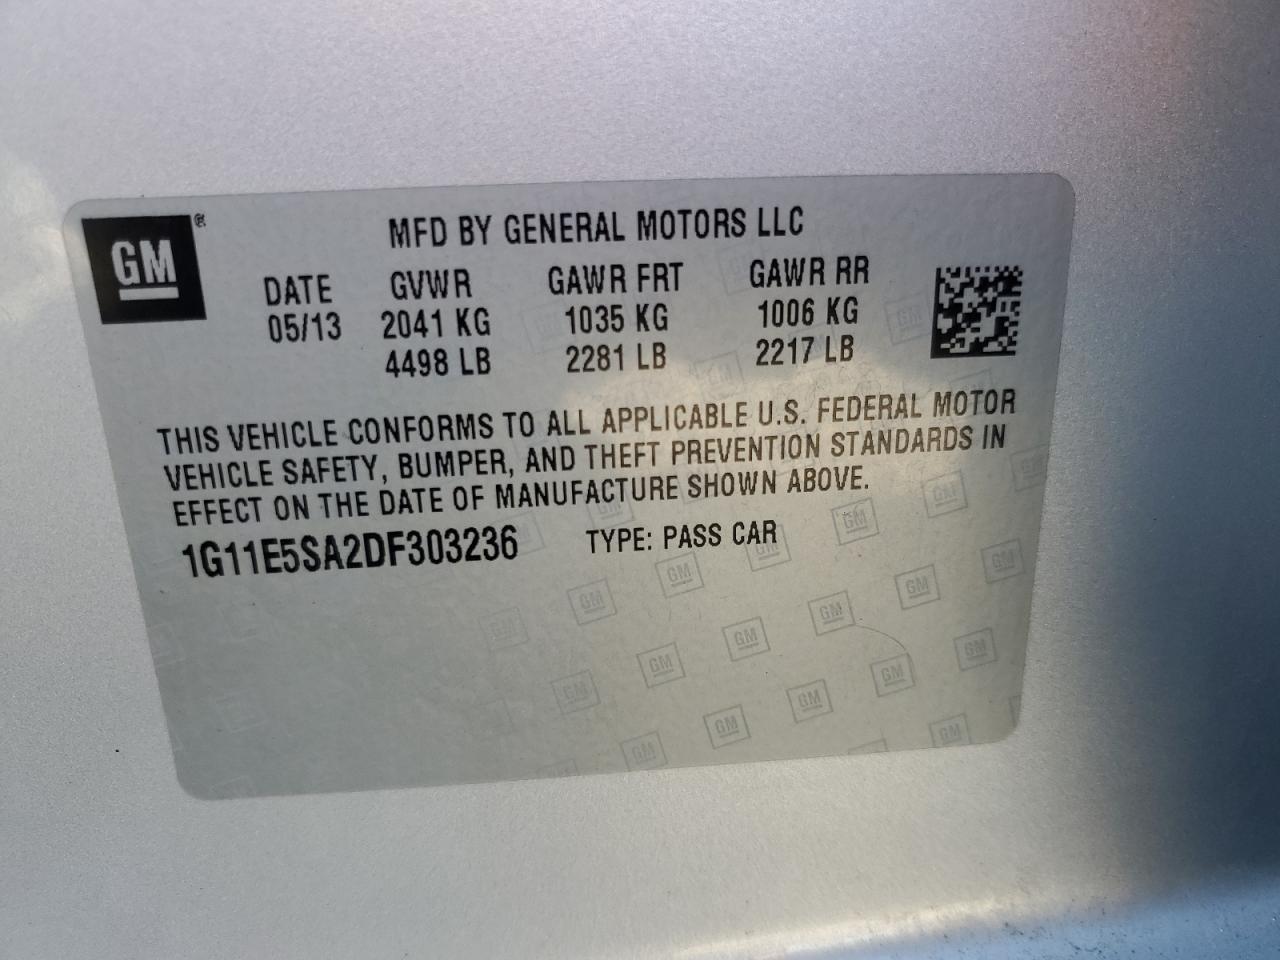 GM®
MFD BY GENERAL MOTORS LLC
DATE GVWR GAWR FRT GAWR RR
05/13 2041 KG 1035 KG 1006 KG
4498 LB 2281 LB 2217 LB
THIS VEHICLE CONFORMS TO ALL APPLICABLE U.S. FEDERAL MOTOR
VEHICLE SAFETY, BUMPER, AND THEFT PREVENTION STANDARDS IN
EFFECT ON THE DATE OF MANUFACTURE SHOWN ABOVE.
1G11E5SA2DF303236 TYPE: PASS CAR